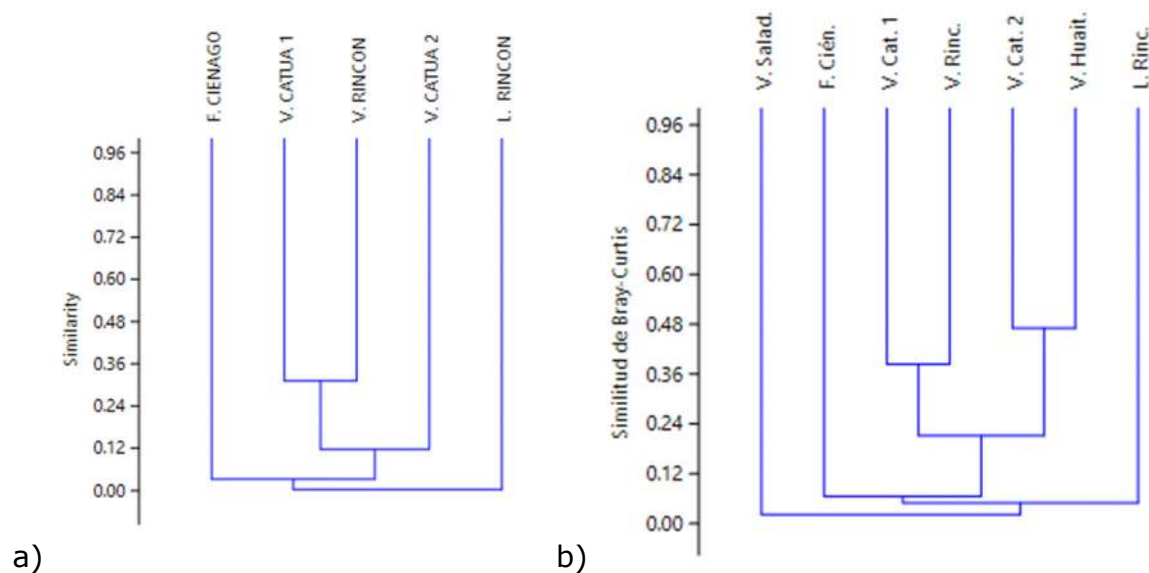 F. CIENAGO
V. CATUA 1
V. RINCON
V. CATUA 2
L. RINCON
0.96
0.84
0.72
0.60
0.48
0.36
0.24
0.12
0.00
Similarity
a)
V. Salad.
F. Cién.
V. Cat. 1
V. Rinc.
V. Cat. 2
V. Huait.
L. Rinc.
0.96
0.84
0.72
0.60
0.48
0.36
0.24
0.12
0.00
Similitud de Bray-Curtis
b)